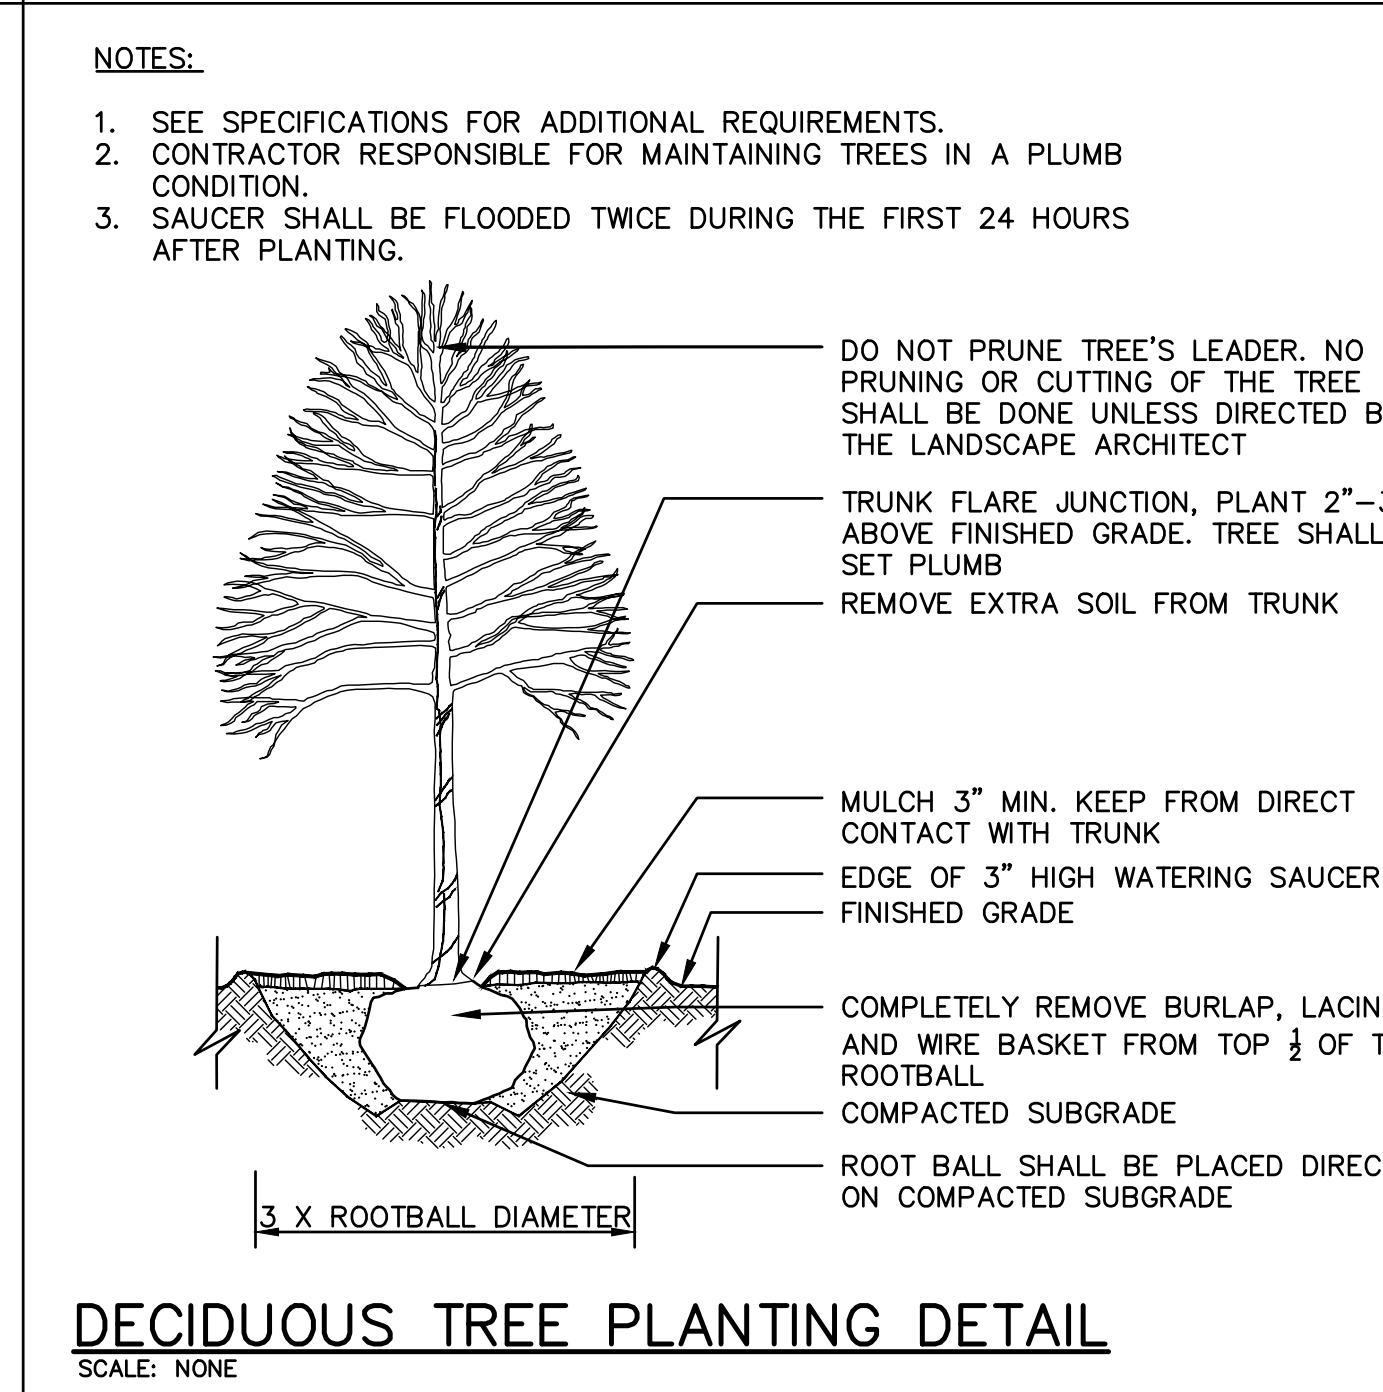 NOTES:
1. SEE SPECIFICATIONS FOR ADDITIONAL REQUIREMENTS.
2. CONTRACTOR RESPONSIBLE FOR MAINTAINING TREES IN A PLUMB
CONDITION.
3. SAUCER SHALL BE FLOODED TWICE DURING THE FIRST 24 HOURS
AFTER PLANTING.
DO NOT PRUNE TREE'S LEADER. NO
PRUNING OR CUTTING OF THE TREE
SHALL BE DONE UNLESS DIRECTED
THE LANDSCAPE ARCHITECT
TRUNK FLARE JUNCTION, PLANT 2"-
ABOVE FINISHED GRADE. TREE SHALL
SET PLUMB
REMOVE EXTRA SOIL FROM TRUNK
MULCH 3" MIN. KEEP FROM DIRECT
CONTACT WITH TRUNK
EDGE OF 3" HIGH WATERING SAUCER
FINISHED GRADE
COMPLETELY REMOVE BURLAP,
AND WIRE BASKET FROM TOP ½ OF
ROOTBALL
COMPACTED SUBGRADE
ROOT BALL SHALL BE PLACED
ON COMPACTED SUBGRADE
3 X ROOTBALL DIAMETER
DECIDUOUS TREE PLANTING DETAIL
SCALE: NONE